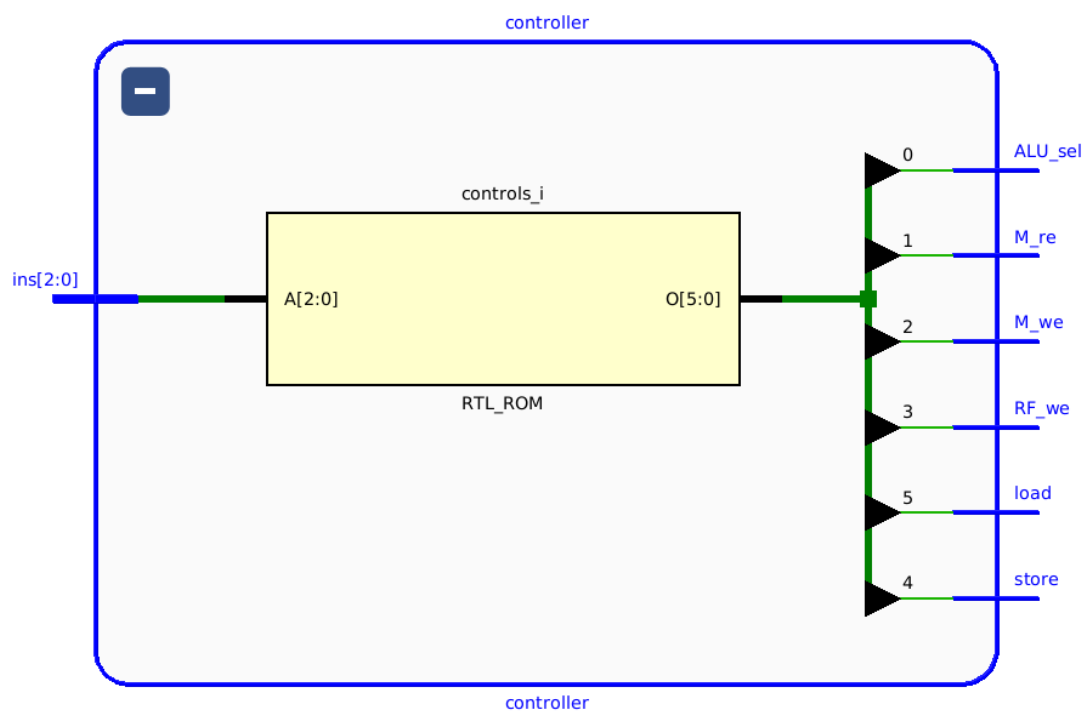 controller
controls_i
ins[2:0]
A[2:0]
O[5:0]
RTL_ROM
0
ALU_sel
1
M_re
2
M_we
3
RF_we
5
load
4
store
controller